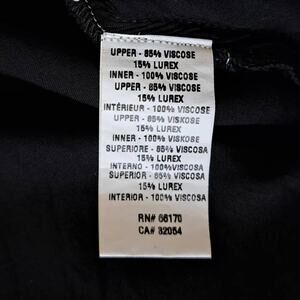 UPPER - 85% VISCOSE
15% LUREX
INNER - 100% VISCOSE
UPPER - 85% VISCOSE
15% LUREX
INTÉRIEUR - 100% VISCOSE
UPPER - 85% VISKOSE
15% LUREX
INNER - 100% VISKOSE
SUPERIORE - 85% VISCOSA
15% LUREX
INTERNO - 100% VISCOSA
SUPERIOR - 85% VISCOSA
15% LUREX
INTERIOR - 100% VISCOSA
RN# 66170
CA# 32054